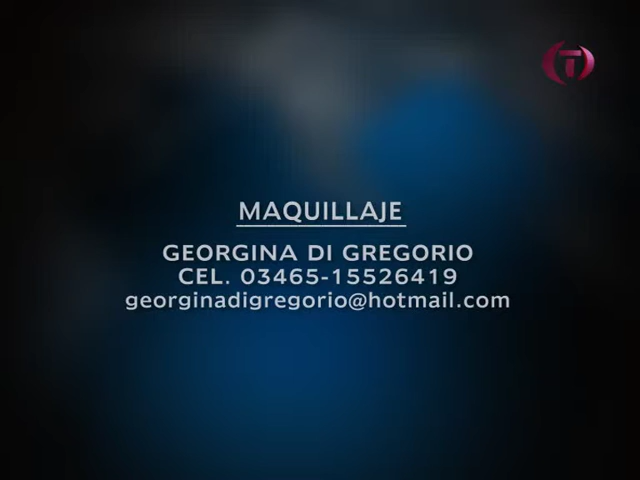 T
MAQUILLAJE
GEORGINA DI GREGORIO
CEL. 03465-15526419
georginadigregorio@hotmail.com